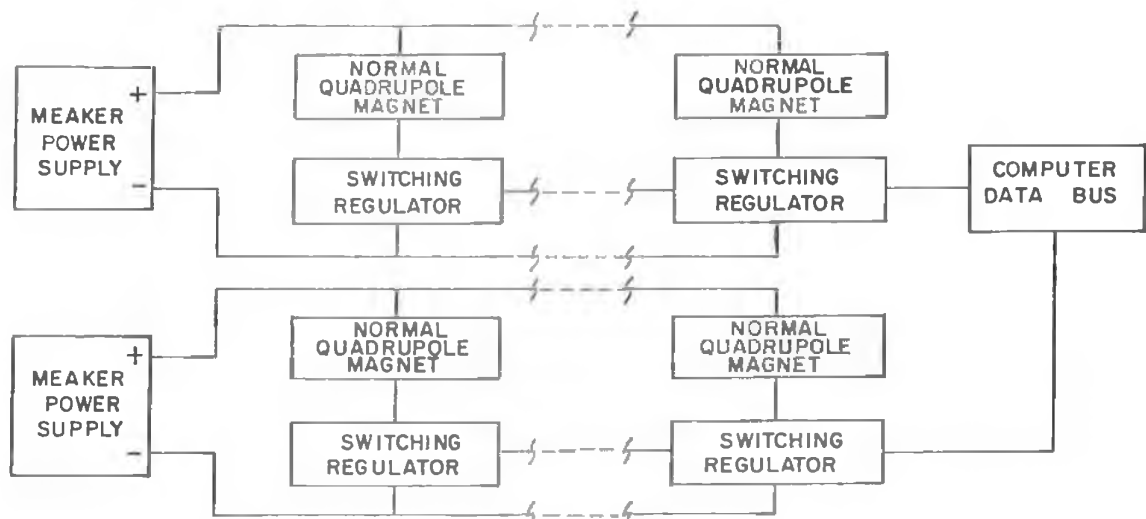 MEAKER
POWER
SUPPLY
+
−
NORMAL
QUADRUPOLE
MAGNET
SWITCHING
REGULATOR
NORMAL
QUADRUPOLE
MAGNET
SWITCHING
REGULATOR
COMPUTER
DATA BUS
MEAKER
POWER
SUPPLY
+
−
NORMAL
QUADRUPOLE
MAGNET
SWITCHING
REGULATOR
NORMAL
QUADRUPOLE
MAGNET
SWITCHING
REGULATOR